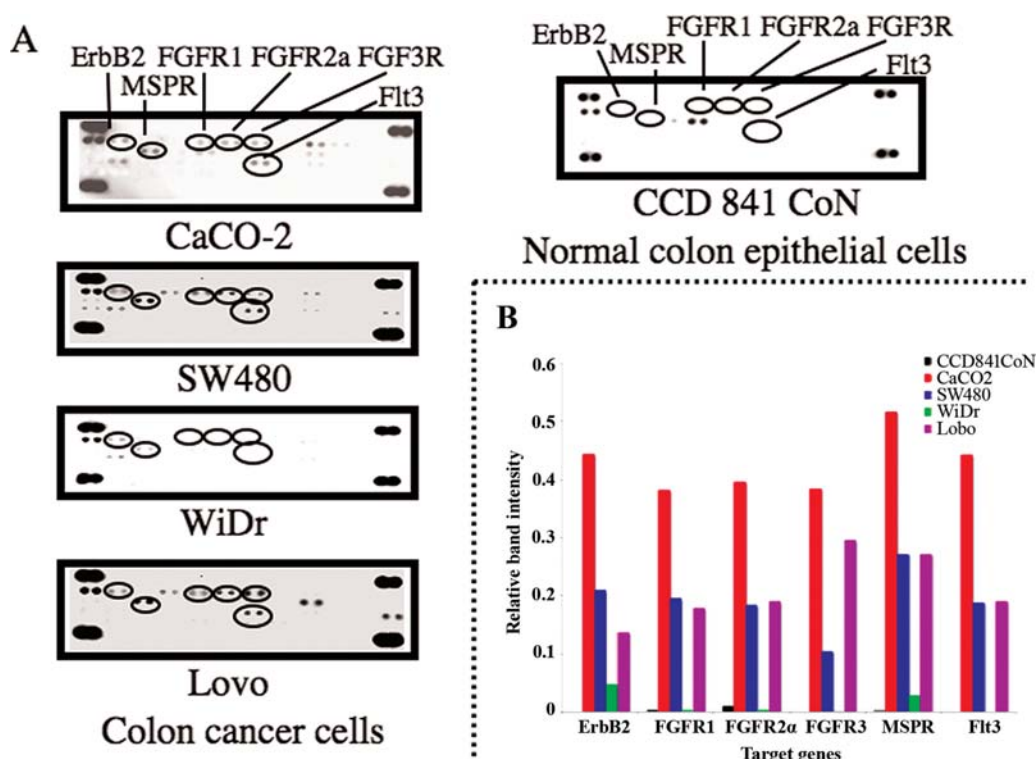 A
ErbB2 FGFR1 FGFR2a FGF3R
MSPR
Flt3
CaCO-2
SW480
WiDr
Lovo
Colon cancer cells
FGFR1 FGFR2a FGF3R
ErbB2
MSPR
Flt3
CCD 841 CoN
Normal colon epithelial cells
B
CCD841CoN
CaCO2
SW480
WiDr
Lobo
Relative band intensity
0.6
0.5
0.4
0.3
0.2
0.1
0
ErbB2 FGFR1 FGFR2α FGFR3 MSPR Flt3
Target genes